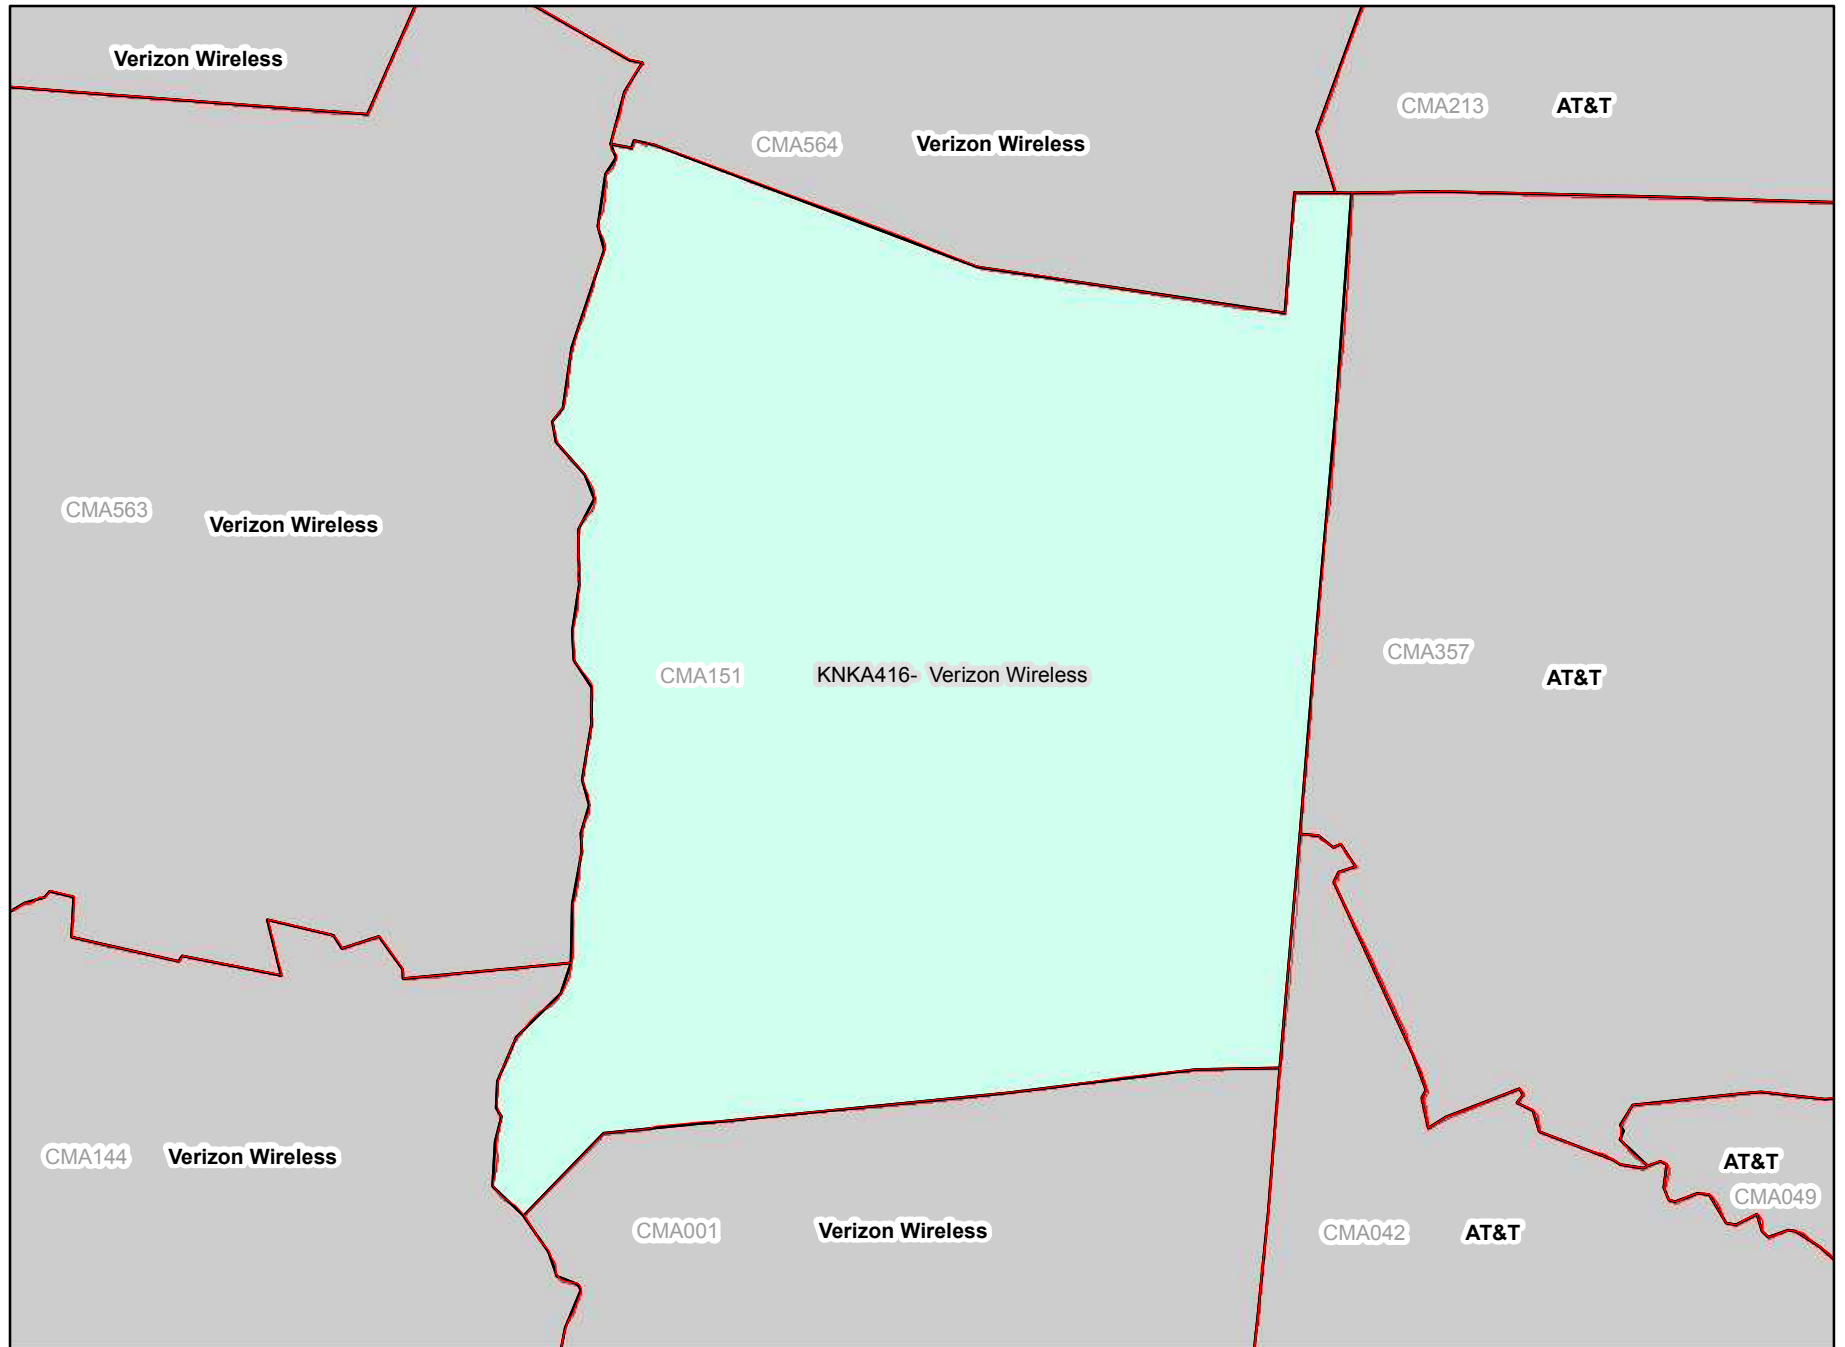 Verizon Wireless
CMA213 AT&T
CMA564 Verizon Wireless
CMA563 Verizon Wireless
CMA151 KNKA416- Verizon Wireless
CMA357
AT&T
CMA144 Verizon Wireless
AT&T
CMA049
CMA001 Verizon Wireless
CMA042 AT&T